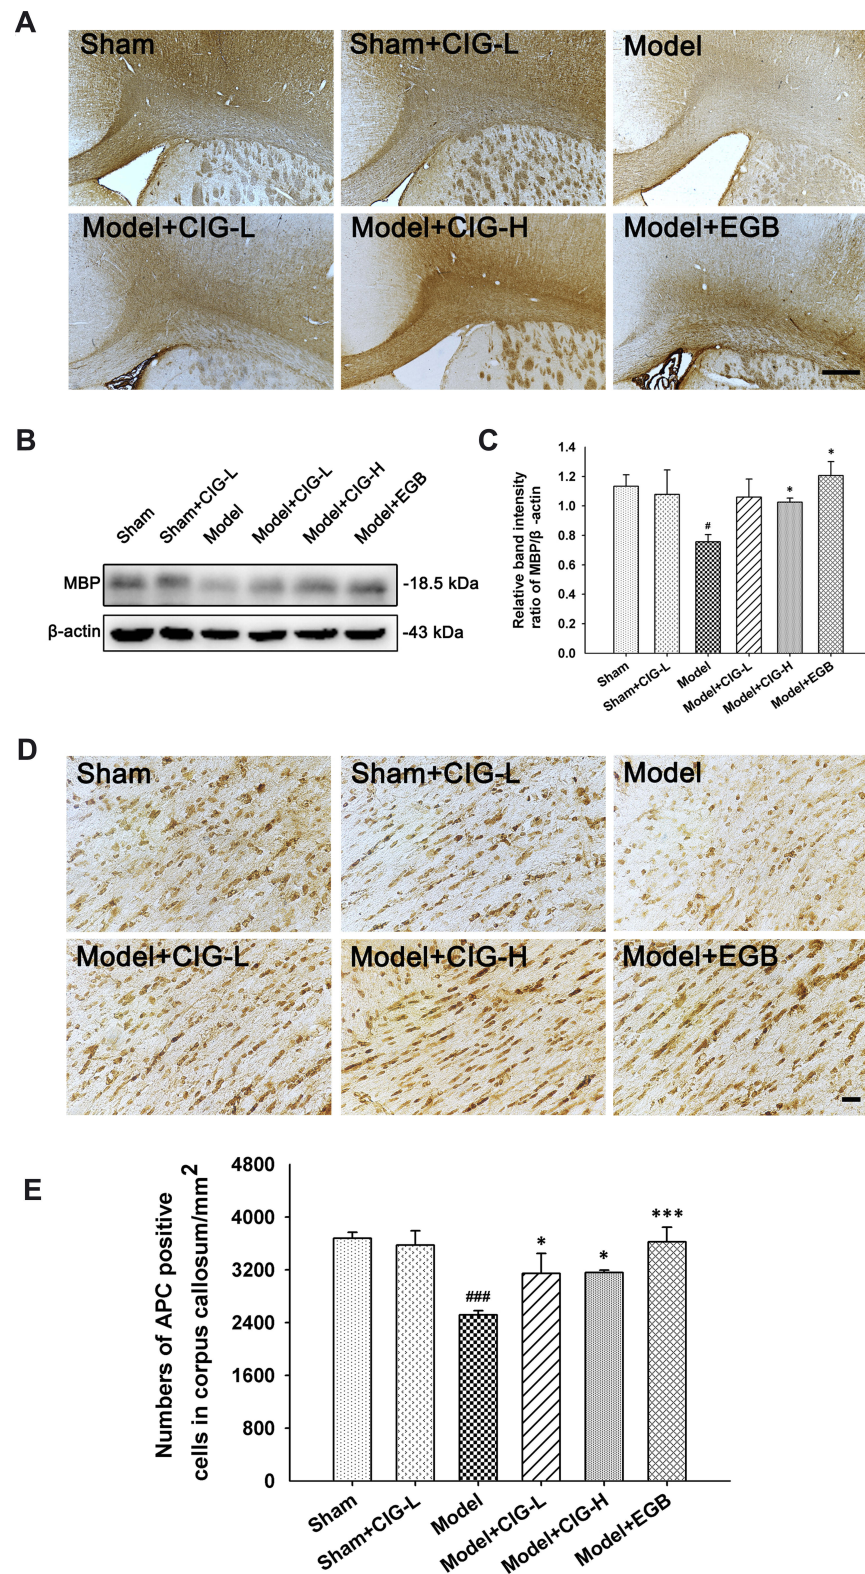 A
Sham
Sham+CIG-L
Model
Model+CIG-L
Model+CIG-H
Model+EGB
B
Sham
Sham+CIG-L
Model
Model+CIG-L
Model+CIG-H
Model+EGB
MBP
-18.5 kDa
β-actin
-43 kDa
C
Relative band intensity
ratio of MBP/β -actin
1.4
1.2
1.0
0.8
0.6
0.4
0.2
0.0
#
*
*
Sham
Sham+CIG-L
Model
Model+CIG-L
Model+CIG-H
Model+EGB
D
Sham
Sham+CIG-L
Model
Model+CIG-L
Model+CIG-H
Model+EGB
E
Numbers of APC positive
cells in corpus callosum/mm2
4800
4000
3200
2400
1600
800
0
###
*
*
***
Sham
Sham+CIG-L
Model
Model+CIG-L
Model+CIG-H
Model+EGB